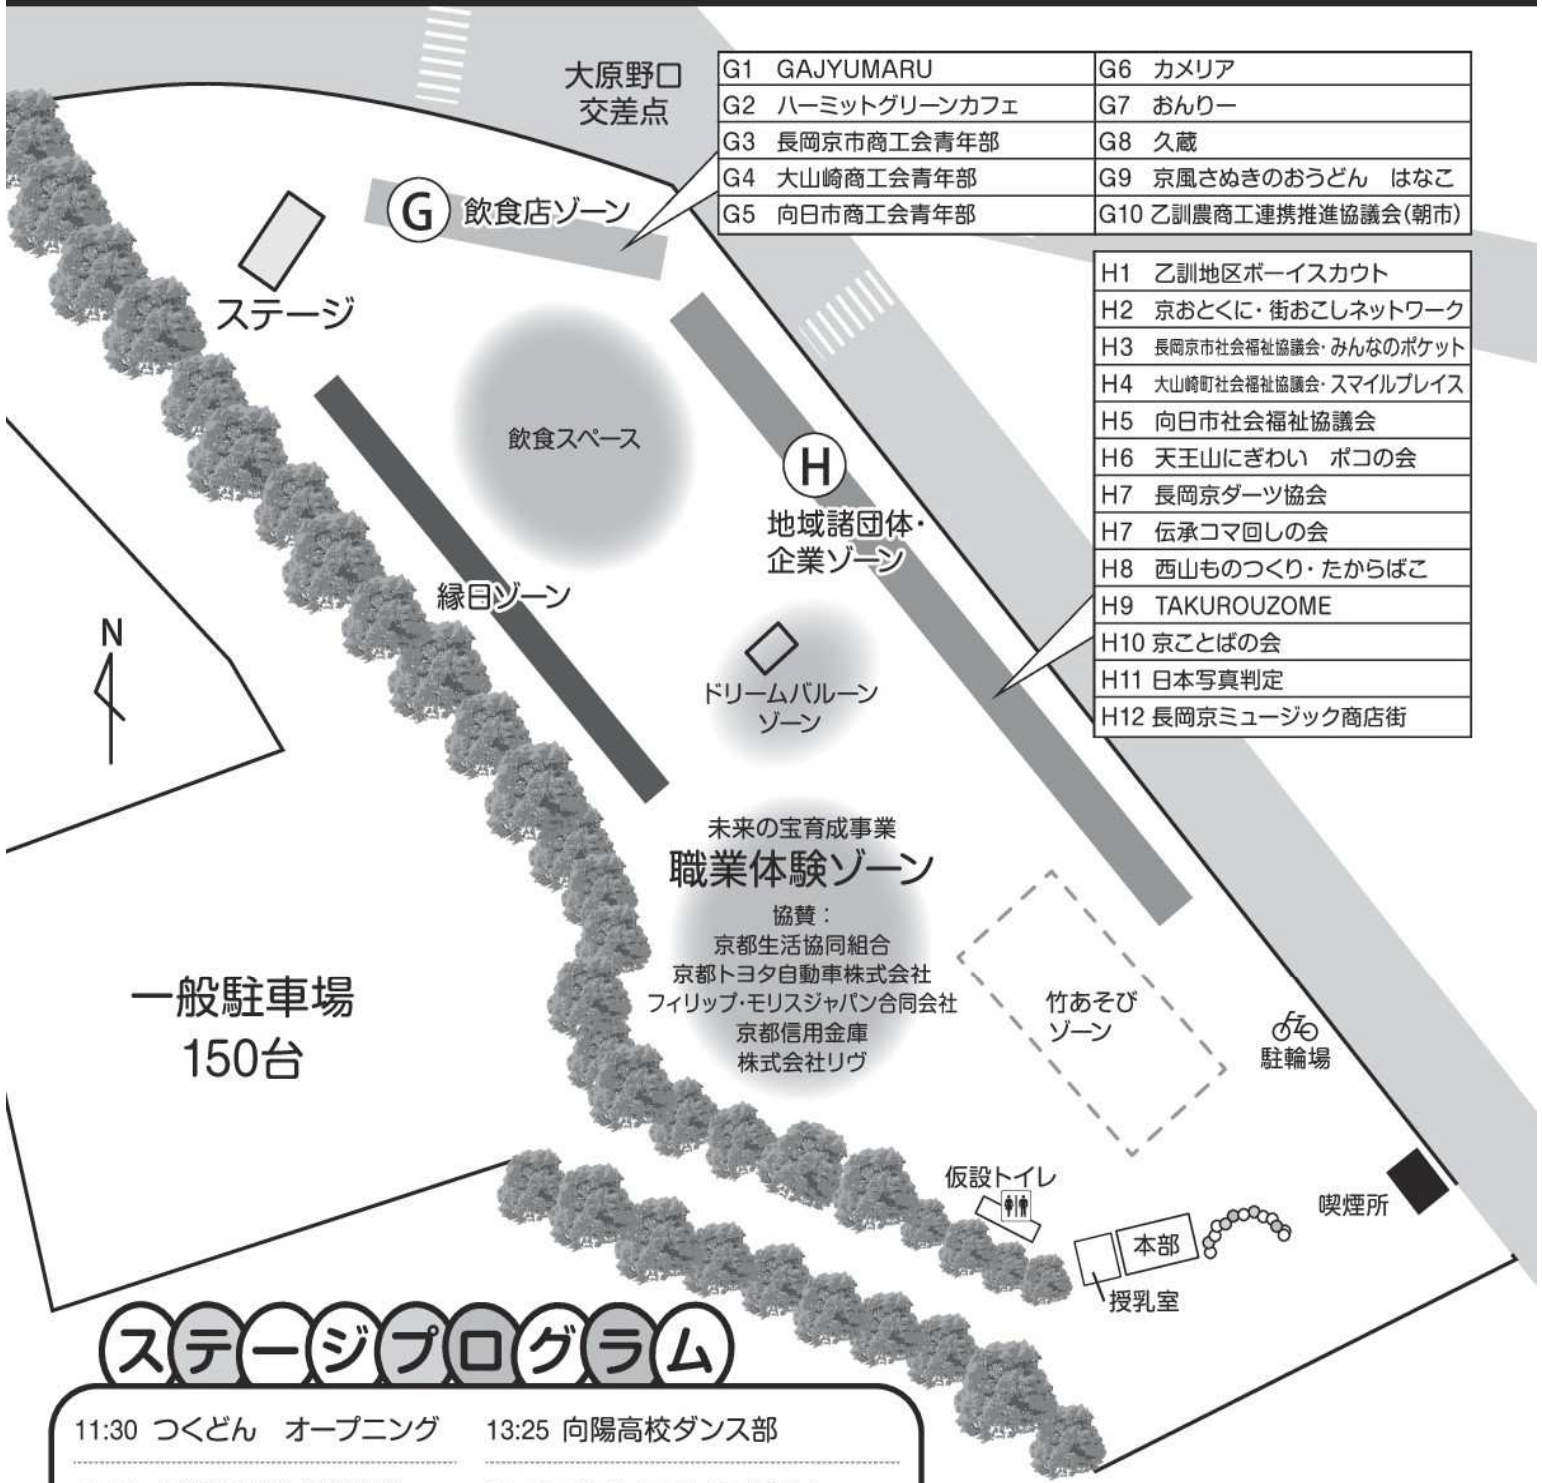 大原野口
交差点
G1 GAJYUMARU
G2 ハーミットグリーンカフェ
G3 長岡京市商工会青年部
G4 大山崎商工会青年部
G5 向日市商工会青年部
G6 カメリア
G7 おんりー
G8 久蔵
G9 京風さぬきのおうどん はなこ
G10 乙訓農商工連携推進協議会(朝市)
G 飲食店ゾーン
ステージ
H1 乙訓地区ボーイスカウト
H2 京おとくに・街おこしネットワーク
H3 長岡京市社会福祉協議会・みんなのポケット
H4 大山崎町社会福祉協議会・スマイルプレイス
H5 向日市社会福祉協議会
H6 天王山にぎわい ポコの会
H7 長岡京ダーツ協会
H7 伝承コマ回しの会
H8 西山ものつくり・たからばこ
H9 TAKUROUZOME
H10 京ことばの会
H11 日本写真判定
H12 長岡京ミュージック商店街
飲食スペース
H
地域諸団体・
企業ゾーン
縁日ゾーン
N
ドリームバルーン
ゾーン
未来の宝育成事業
職業体験ゾーン
協賛：
京都生活協同組合
京都トヨタ自動車株式会社
フィリップ・モリスジャパン合同会社
京都信用金庫
株式会社リヴ
一般駐車場
150台
竹あそび
ゾーン
駐輪場
仮設トイレ
喫煙所
本部
授乳室
ステージプログラム
11:30 つくどん オープニング
13:25 向陽高校ダンス部